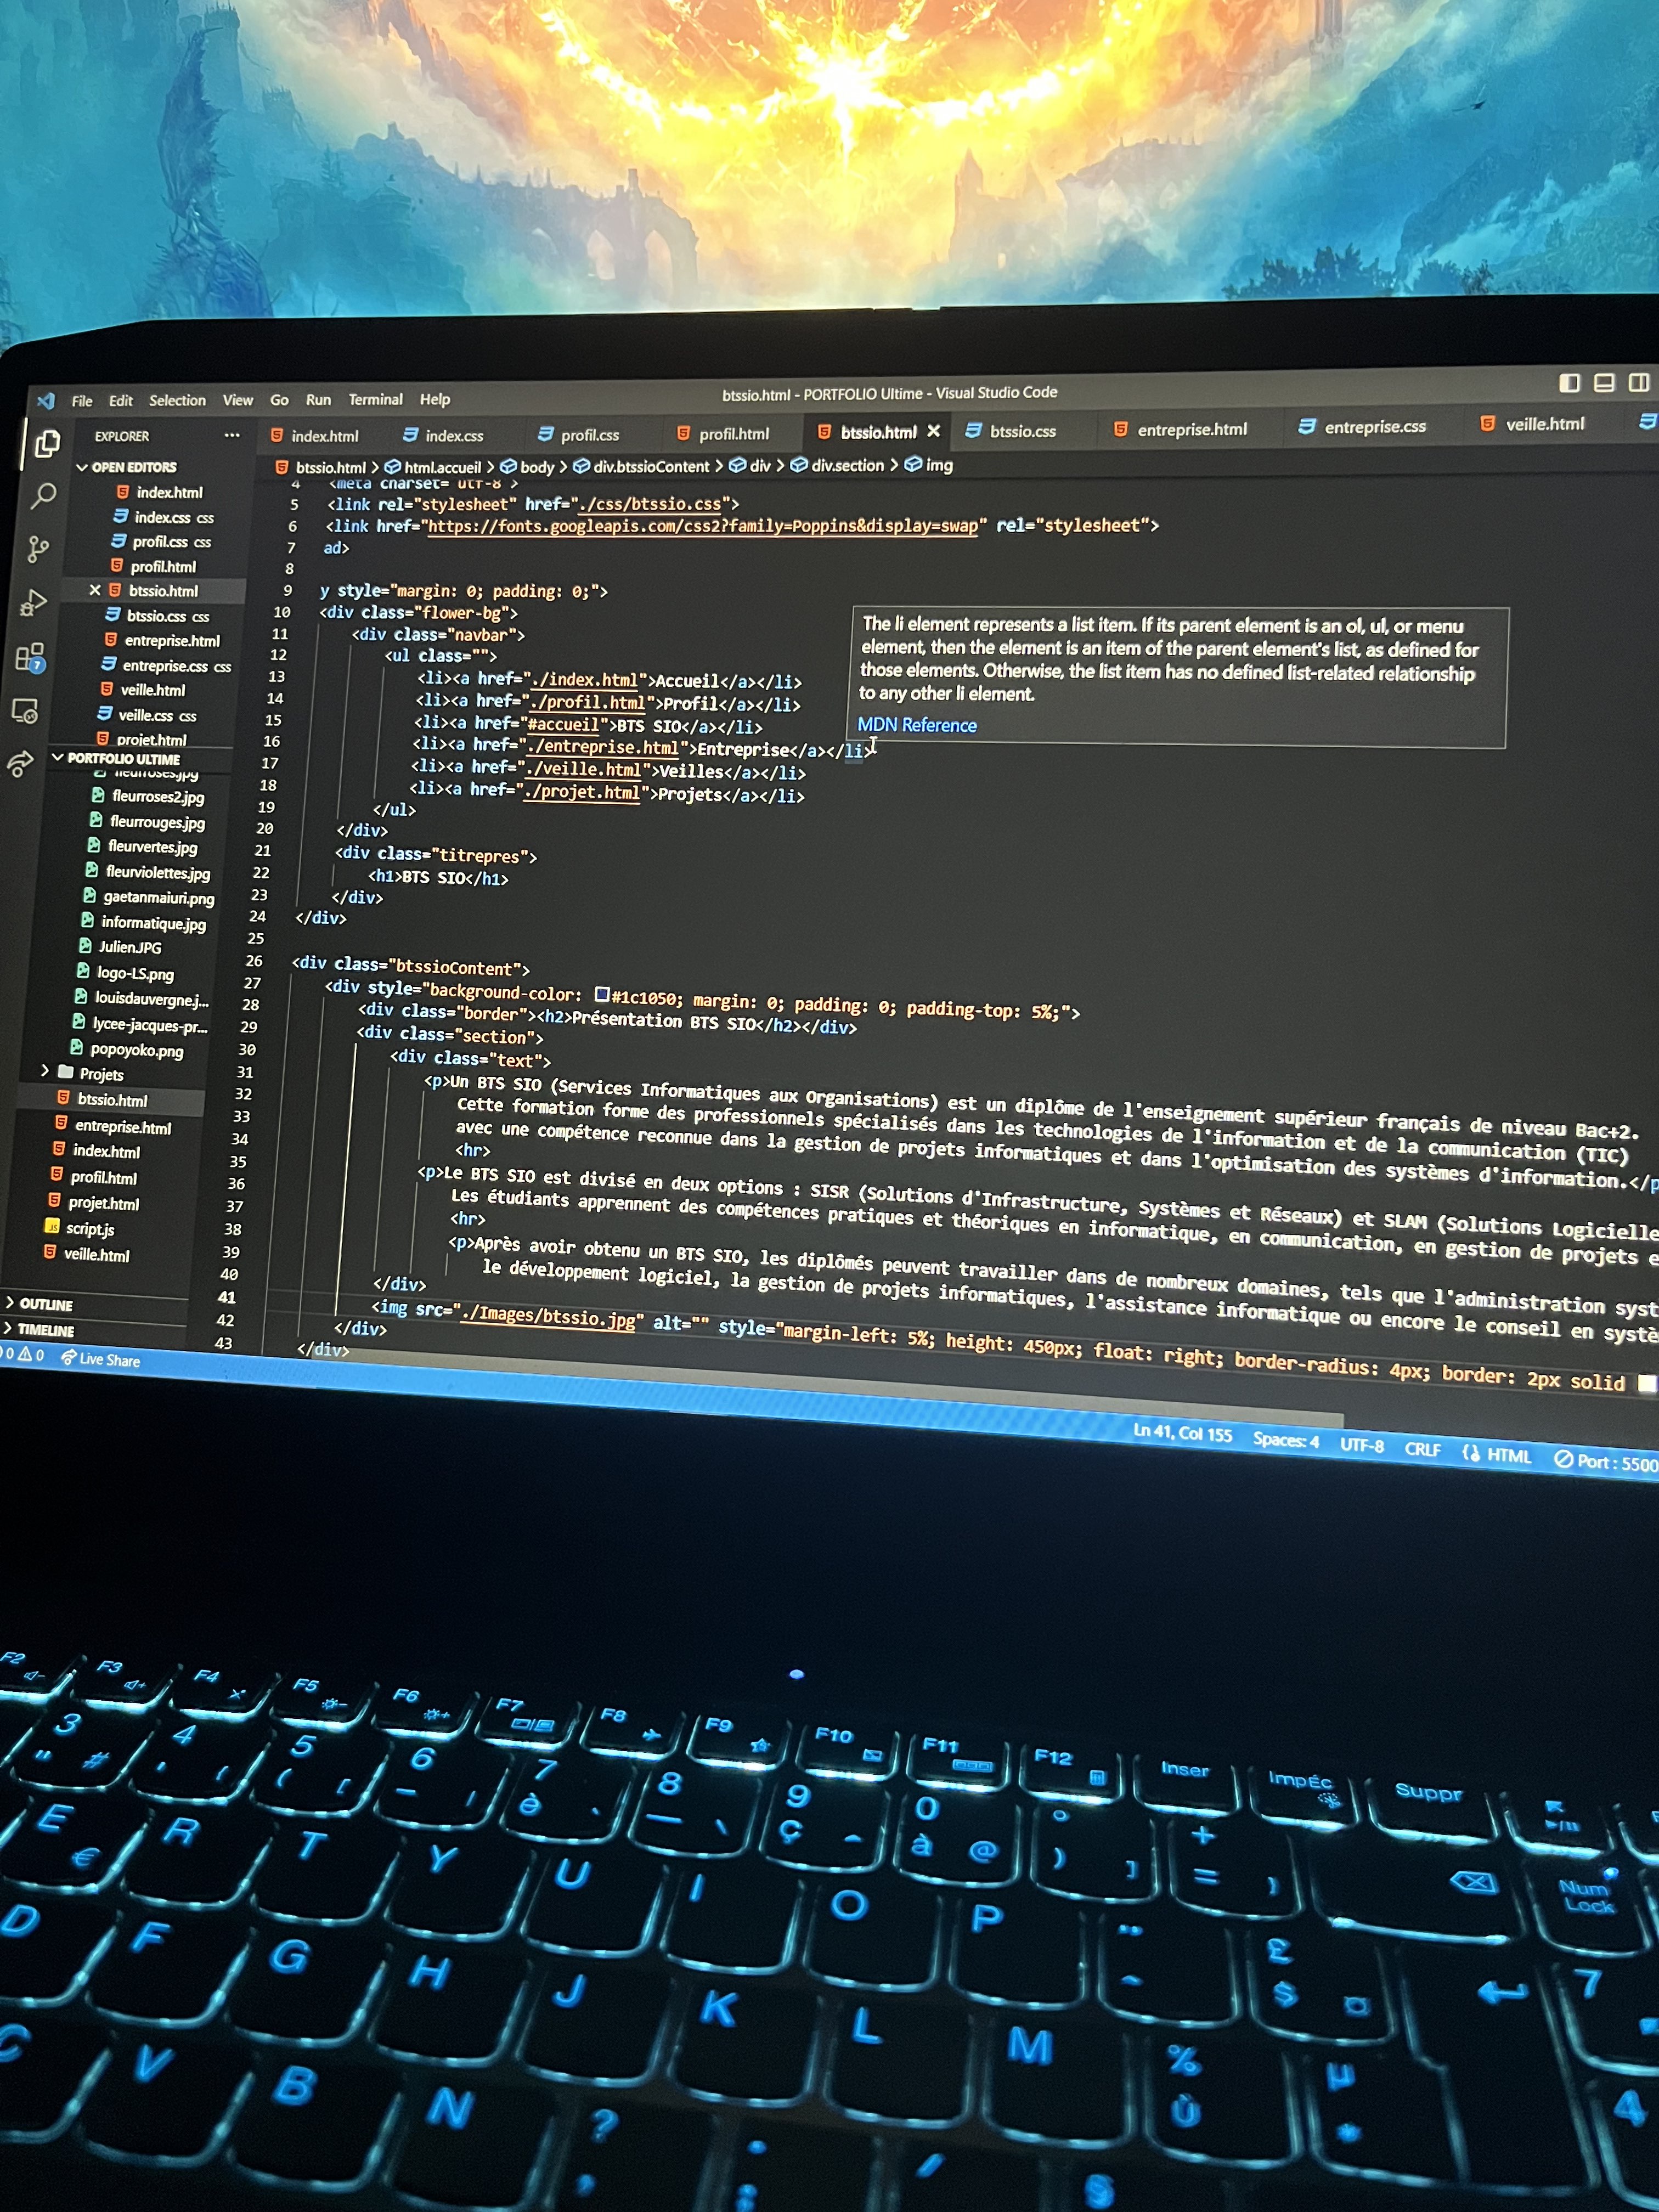 File Edit Selection View Go Run Terminal Help
btssio.html - PORTFOLIO Ultime - Visual Studio Code
EXPLORER
index.html index.css profil.css profil.html btssio.html btssio.css entreprise.html entreprise.css veille.html
btssio.html > html.accueil > body > div.btssioContent > div > div.section > img
OPEN EDITORS
index.html
index.css css
profil.css css
profil.html
btssio.html
btssio.css css
entreprise.html
entreprise.css css
veille.html
veille.css css
projet.html
7
PORTFOLIO ULTIME
fleurroses.jpg
fleurroses2.jpg
fleurrouges.jpg
fleurvertes.jpg
fleurviolettes.jpg
gaetanmaiuri.png
informatique.jpg
Julien.JPG
logo-LS.png
louisdauvergne.j...
lycee-jacques-pr...
popoyoko.png
Projets
btssio.html
entreprise.html
index.html
profil.html
projet.html
JS script.js
veille.html
OUTLINE
TIMELINE
4 <meta charset="utf-8">
5 <link rel="stylesheet" href="./css/btssio.css">
6 <link href="https://fonts.googleapis.com/css2?family=Poppins&display=swap" rel="stylesheet">
7 ad>
8
9 y style="margin: 0; padding: 0;">
10 <div class="flower-bg">
11 <div class="navbar">
12 <ul class="">
13 <li><a href="./index.html">Accueil</a></li>
14 <li><a href="./profil.html">Profil</a></li>
15 <li><a href="#accueil">BTS SIO</a></li>
16 <li><a href="./entreprise.html">Entreprise</a></li>
17 <li><a href="./veille.html">Veilles</a></li>
18 <li><a href="./projet.html">Projets</a></li>
19 </ul>
20 </div>
21 <div class="titrepres">
22 <h1>BTS SIO</h1>
23 </div>
24 </div>
25
26 <div class="btssioContent">
27 <div style="background-color: #1c1050; margin: 0; padding: 0; padding-top: 5%;">
28 <div class="border"><h2>Présentation BTS SIO</h2></div>
29 <div class="section">
30 <div class="text">
31 <p>Un BTS SIO (Services Informatiques aux Organisations) est un diplôme de l'enseignement supérieur français de niveau Bac+2.
32 Cette formation forme des professionnels spécialisés dans les technologies de l'information et de la communication (TIC)
33 avec une compétence reconnue dans la gestion de projets informatiques et dans l'optimisation des systèmes d'information.</p
34 <hr>
35 <p>Le BTS SIO est divisé en deux options : SISR (Solutions d'Infrastructure, Systèmes et Réseaux) et SLAM (Solutions Logicielle
36 Les étudiants apprennent des compétences pratiques et théoriques en informatique, en communication, en gestion de projets e
37 <hr>
38 <p>Après avoir obtenu un BTS SIO, les diplômés peuvent travailler dans de nombreux domaines, tels que l'administration syst
39 le développement logiciel, la gestion de projets informatiques, l'assistance informatique ou encore le conseil en systè
40 </div>
41 <img src="./Images/btssio.jpg" alt="" style="margin-left: 5%; height: 450px; float: right; border-radius: 4px; border: 2px solid
42 </div>
43 </div>
The li element represents a list item. If its parent element is an ol, ul, or menu
element, then the element is an item of the parent element's list, as defined for
those elements. Otherwise, the list item has no defined list-related relationship
to any other li element.
MDN Reference
0 0 Live Share
Ln 41, Col 155 Spaces: 4 UTF-8 CRLF HTML Port : 5500
F2 F3 F4 F5 F6 F7 F8 F9 F10 F11 F12 Inser ImpÉc Suppr
3 " # 4 ' ( 5 ( [ 6 - | 7 è ` 8 _ \ 9 ç ^ 0 à @ ° ) ] + = }
E € R T Y U I O P ¨ ^ £ $ ¤ Num Lock
D F G H J K L M % ù µ * 7
C V B N ? , . ; / § 4